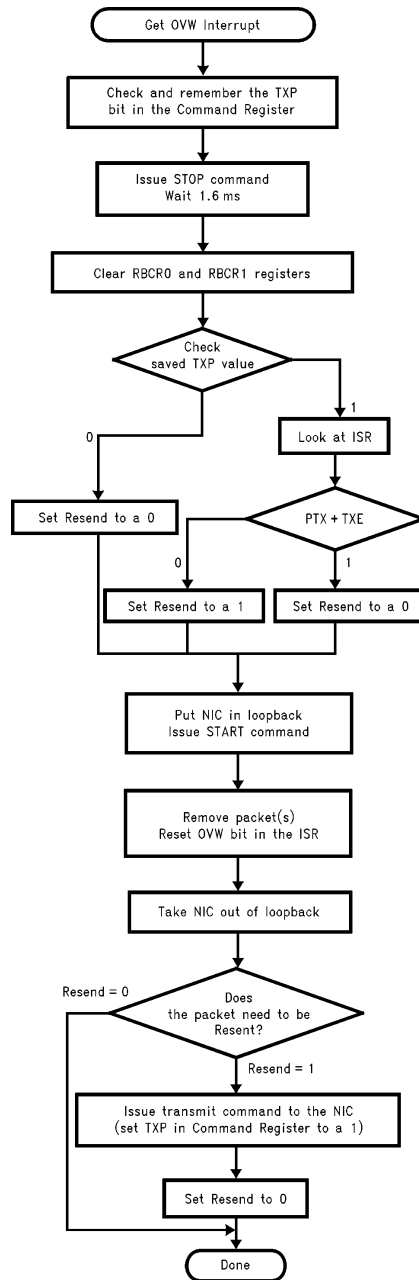 Get OVW Interrupt
Check and remember the TXP
bit in the Command Register
Issue STOP command
Wait 1.6 ms
Clear RBCR0 and RBCR1 registers
Check
saved TXP value
1
0
Look at ISR
Set Resend to a 0
PTX + TXE
0
1
Set Resend to a 1
Set Resend to a 0
Put NIC in loopback
Issue START command
Remove packet(s)
Reset OVW bit in the ISR
Take NIC out of loopback
Resend = 0
Does
the packet need to be
Resent?
Resend = 1
Issue transmit command to the NIC
(set TXP in Command Register to a 1)
Set Resend to 0
Done